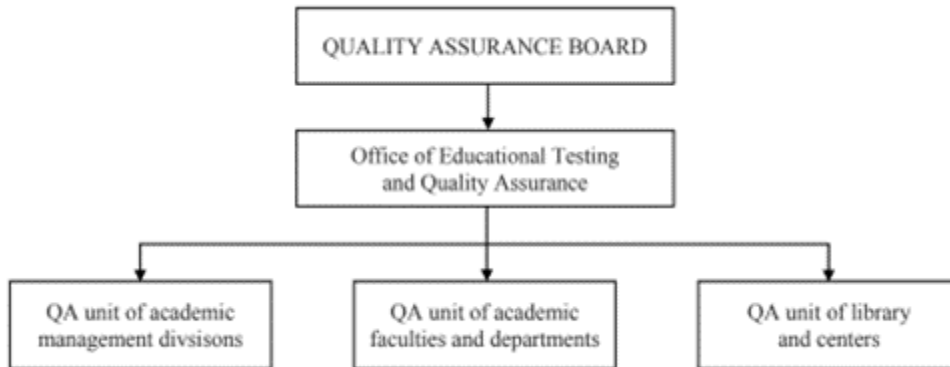 QUALITY ASSURANCE BOARD
Office of Educational Testing
and Quality Assurance
QA unit of academic
management divsisons
QA unit of academic
faculties and departments
QA unit of library
and centers